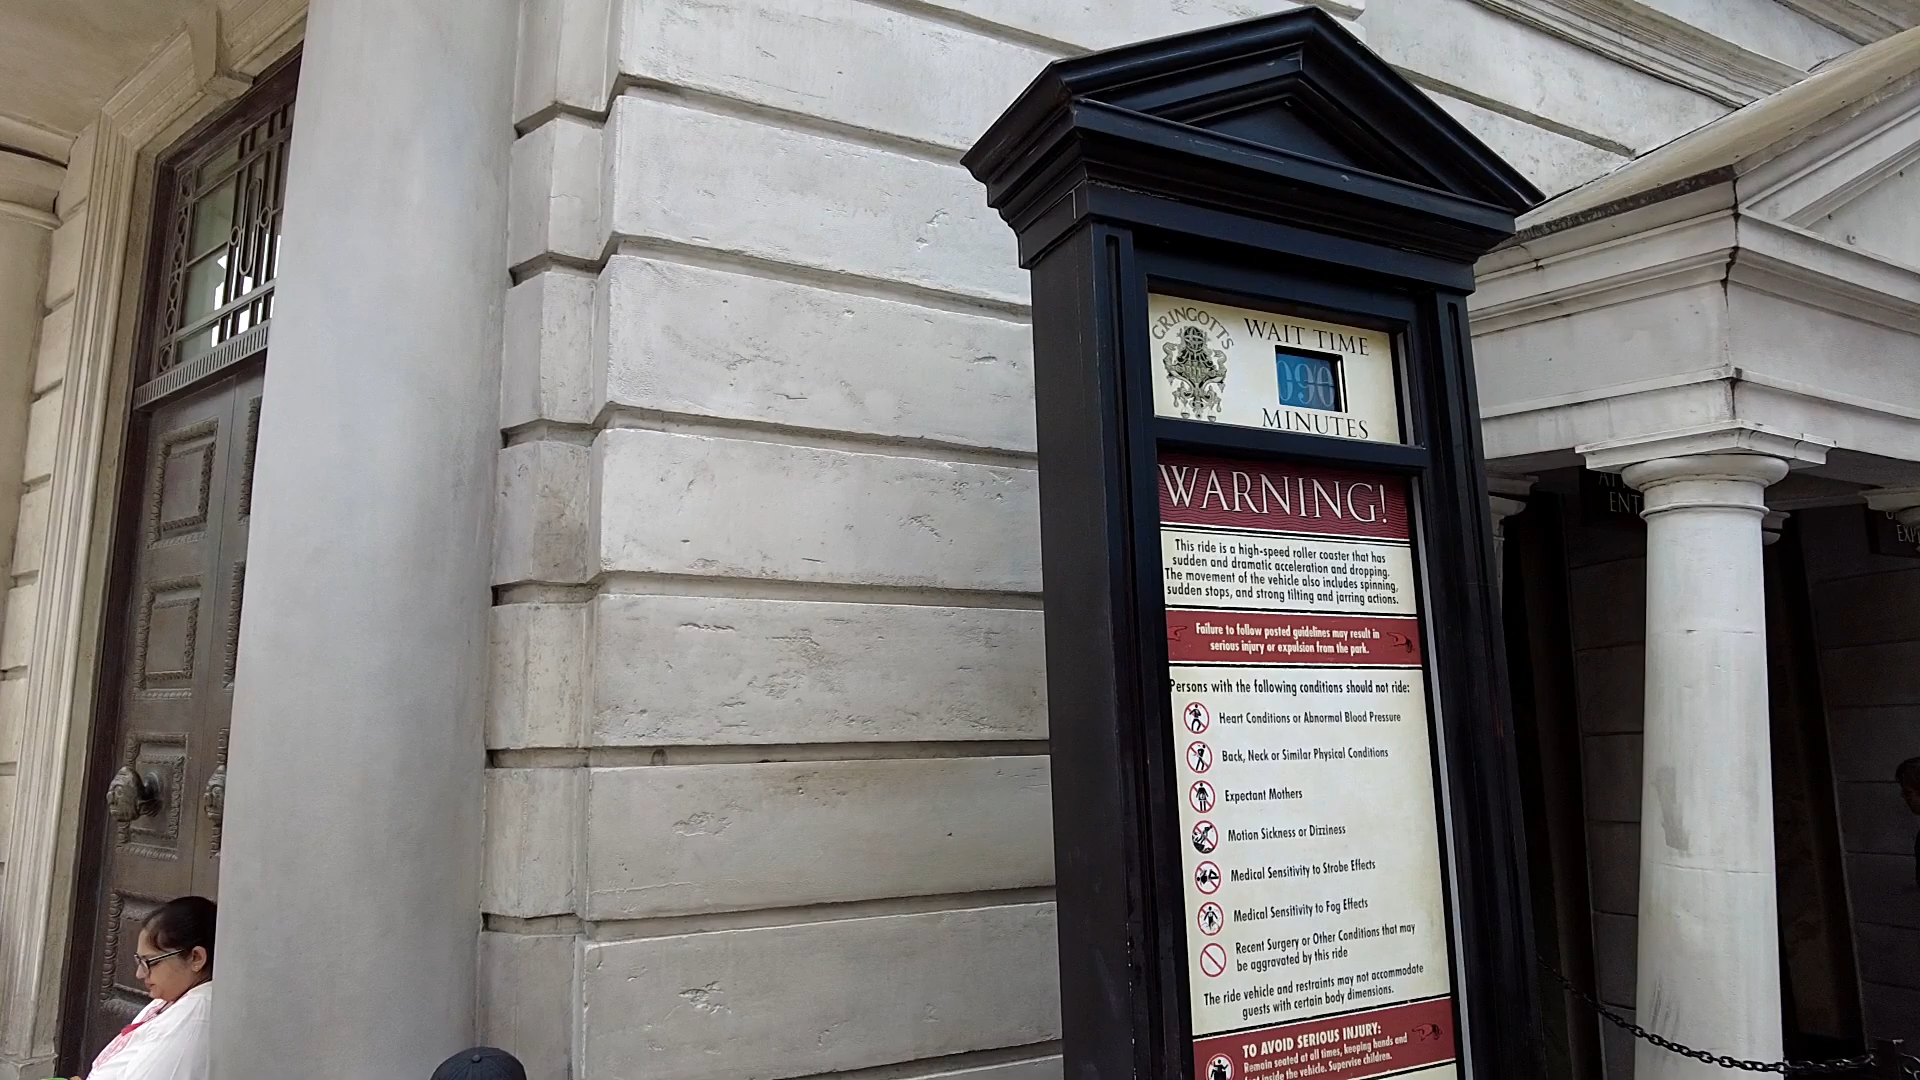 GRINGOTTS
WAIT TIME
090
MINUTES
WARNING!
This ride is a high-speed roller coaster that has
sudden and dramatic acceleration and dropping.
The movement of the vehicle also includes spinning,
sudden stops, and strong tilting and jarring actions.
Failure to follow posted guidelines may result in
serious injury or expulsion from the park.
Persons with the following conditions should not ride:
Heart Conditions or Abnormal Blood Pressure
Back, Neck or Similar Physical Conditions
Expectant Mothers
Motion Sickness or Dizziness
Medical Sensitivity to Strobe Effects
Medical Sensitivity to Fog Effects
Recent Surgery or Other Conditions that may
be aggravated by this ride
The ride vehicle and restraints may not accommodate
guests with certain body dimensions.
TO AVOID SERIOUS INJURY:
Remain seated at all times, keeping hands and
inside the vehicle. Supervise children.